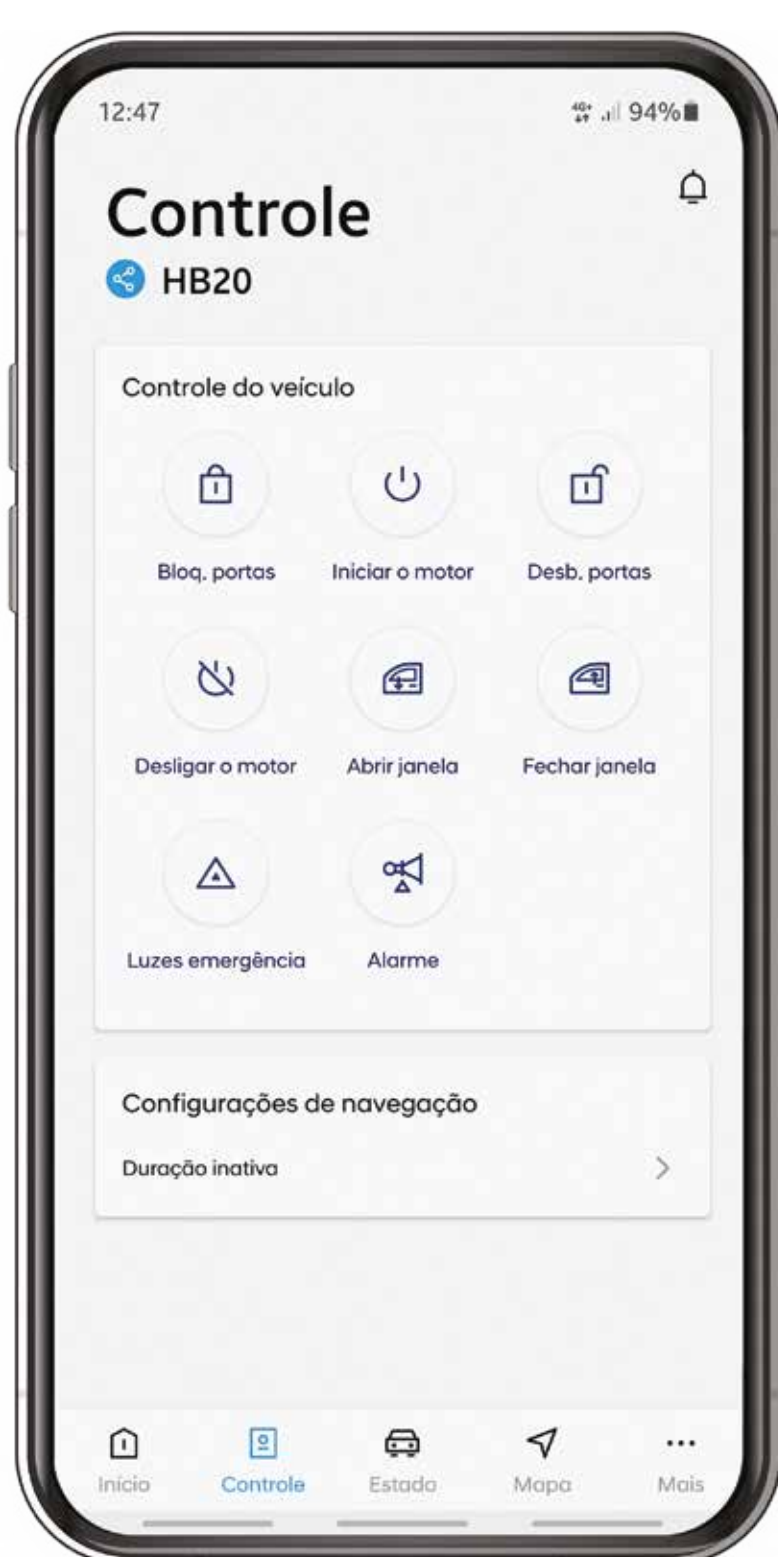 12:47
4G+ 94%
Controle
HB20
Controle do veículo
Bloq. portas
Iniciar o motor
Desb. portas
Desligar o motor
Abrir janela
Fechar janela
Luzes emergência
Alarme
Configurações de navegação
Duração inativa
Início
Controle
Estado
Mapa
Mais